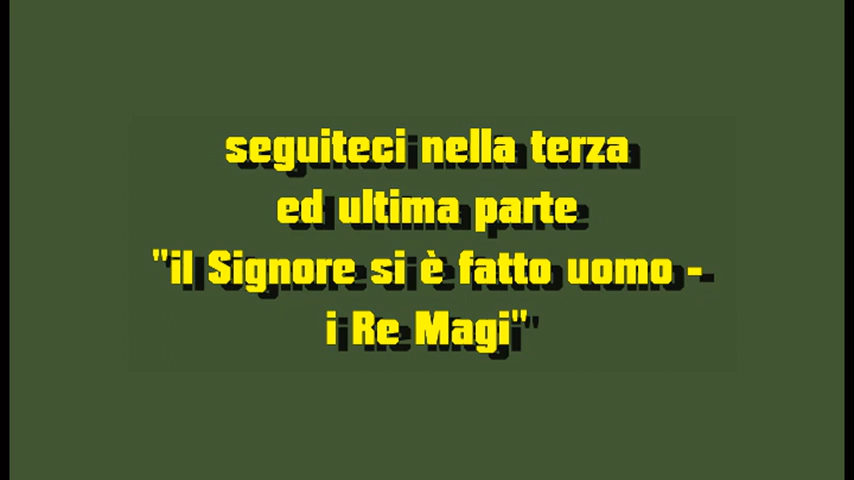 seguiteci nella terza
ed ultima parte
"il Signore si è fatto uomo -
i Re Magi"